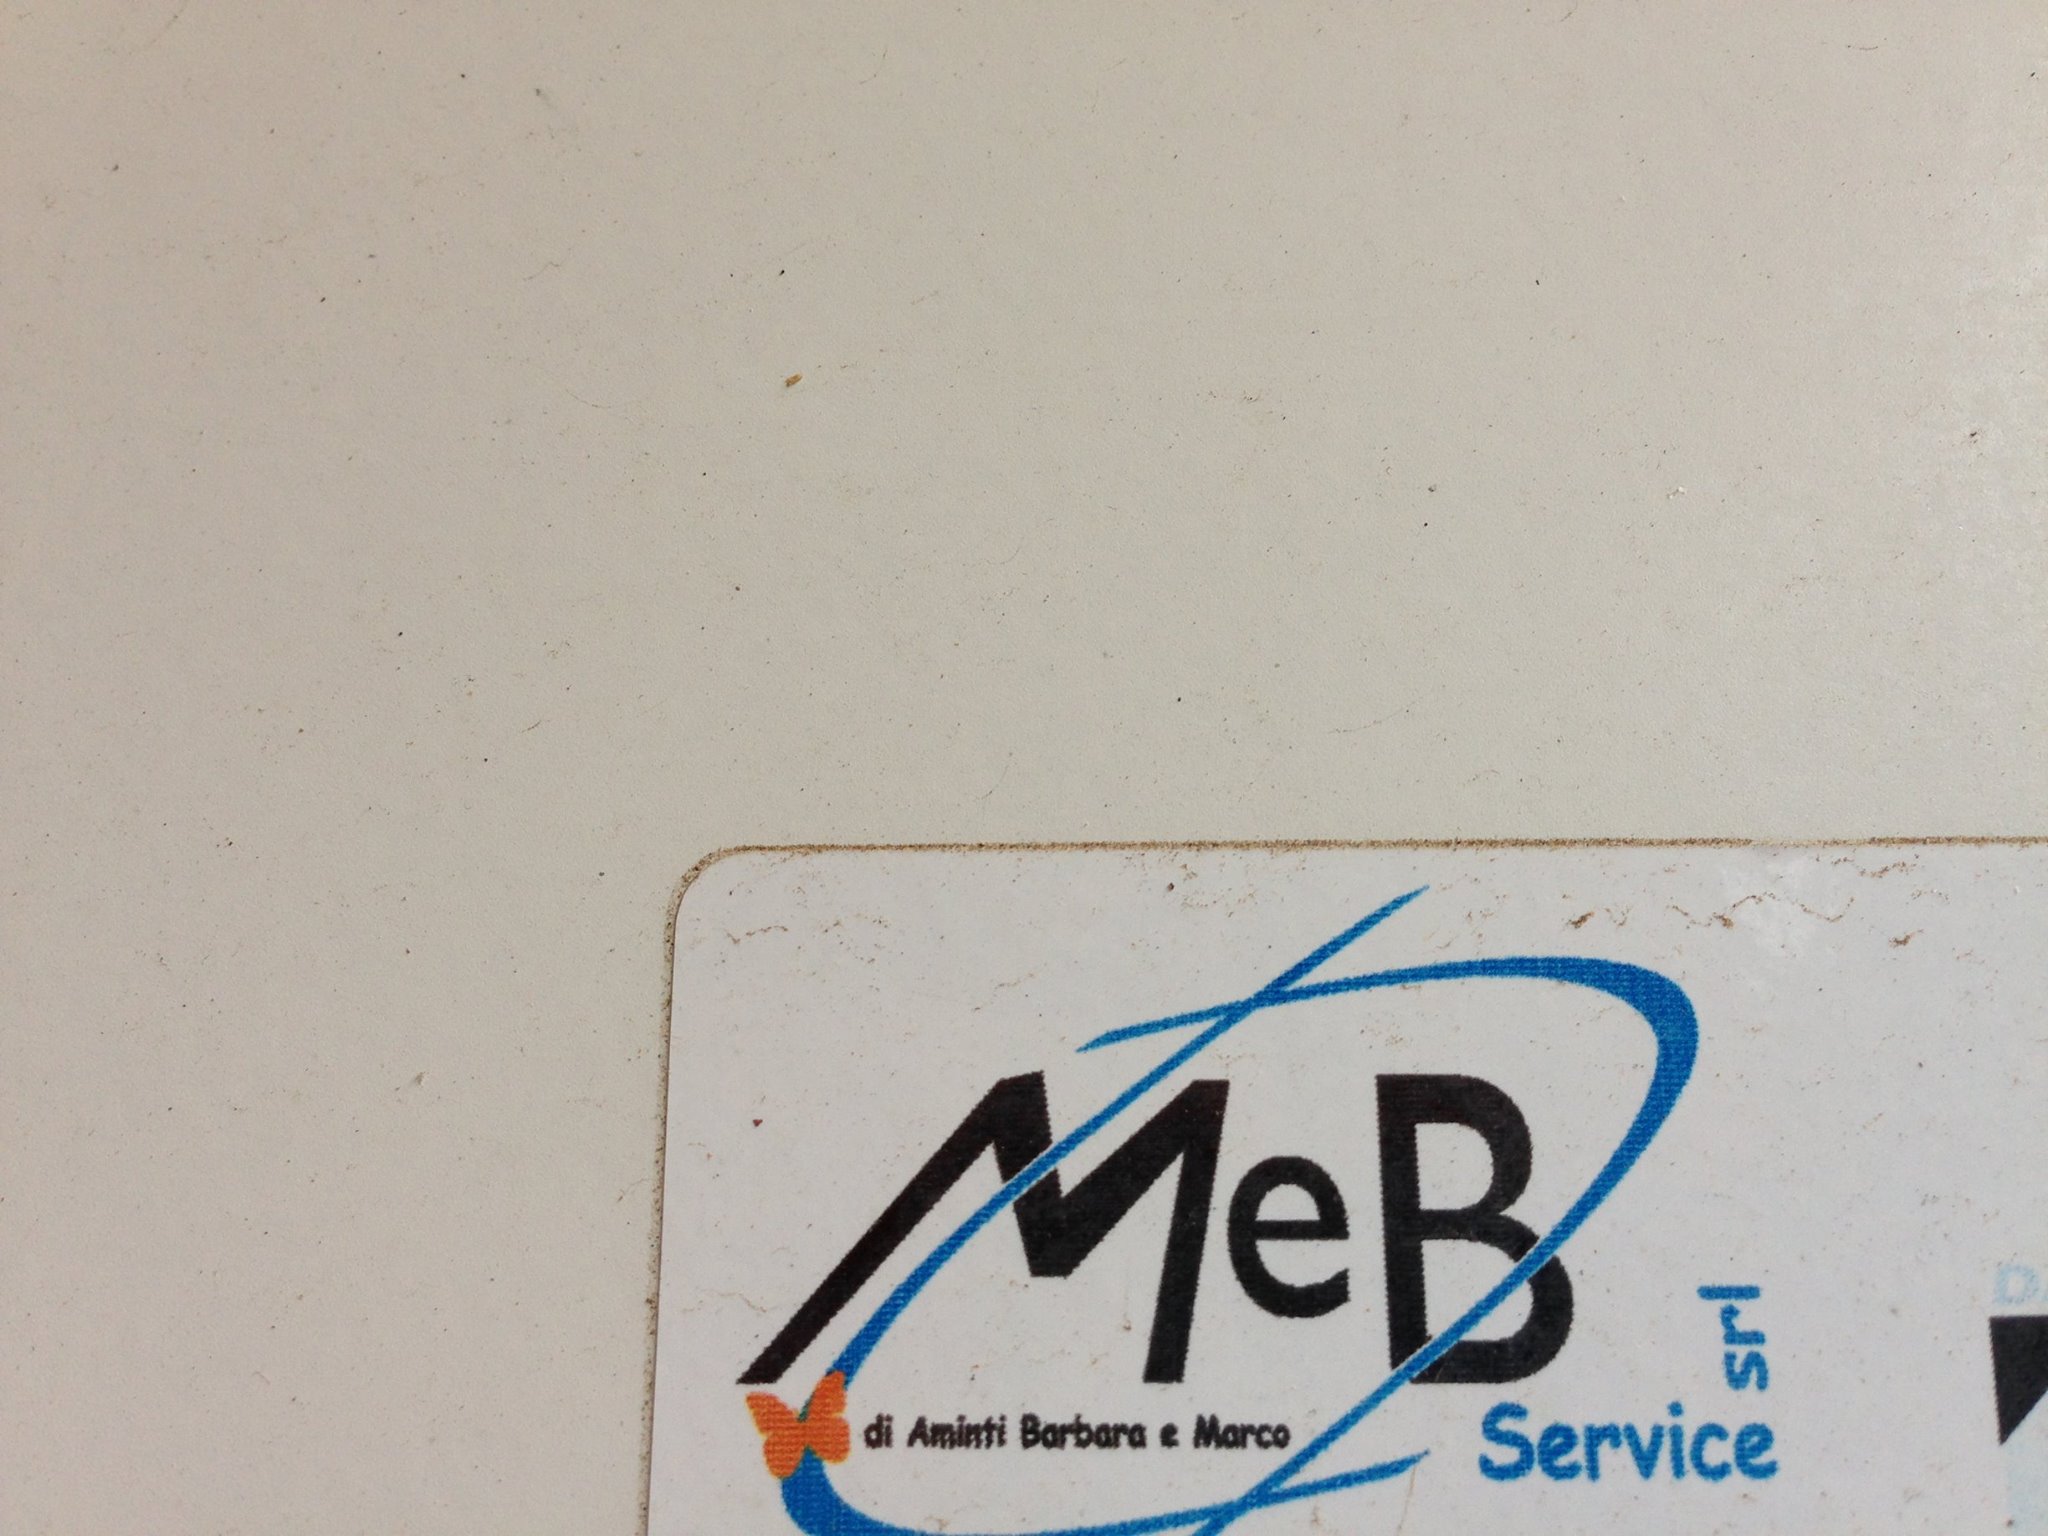 MeB
srl
Service
di Aminti Barbara e Marco